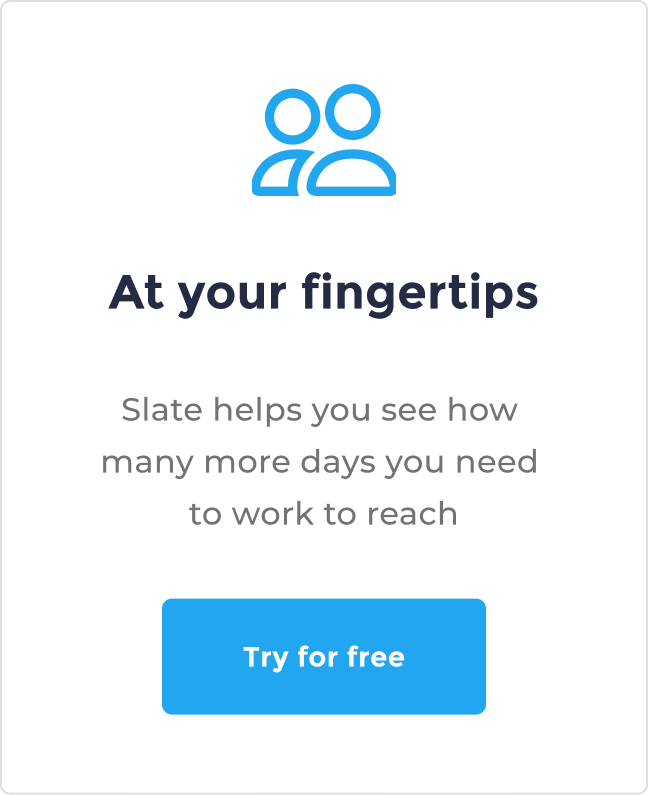 At your fingertips
Slate helps you see how
many more days you need
to work to reach
Try for free